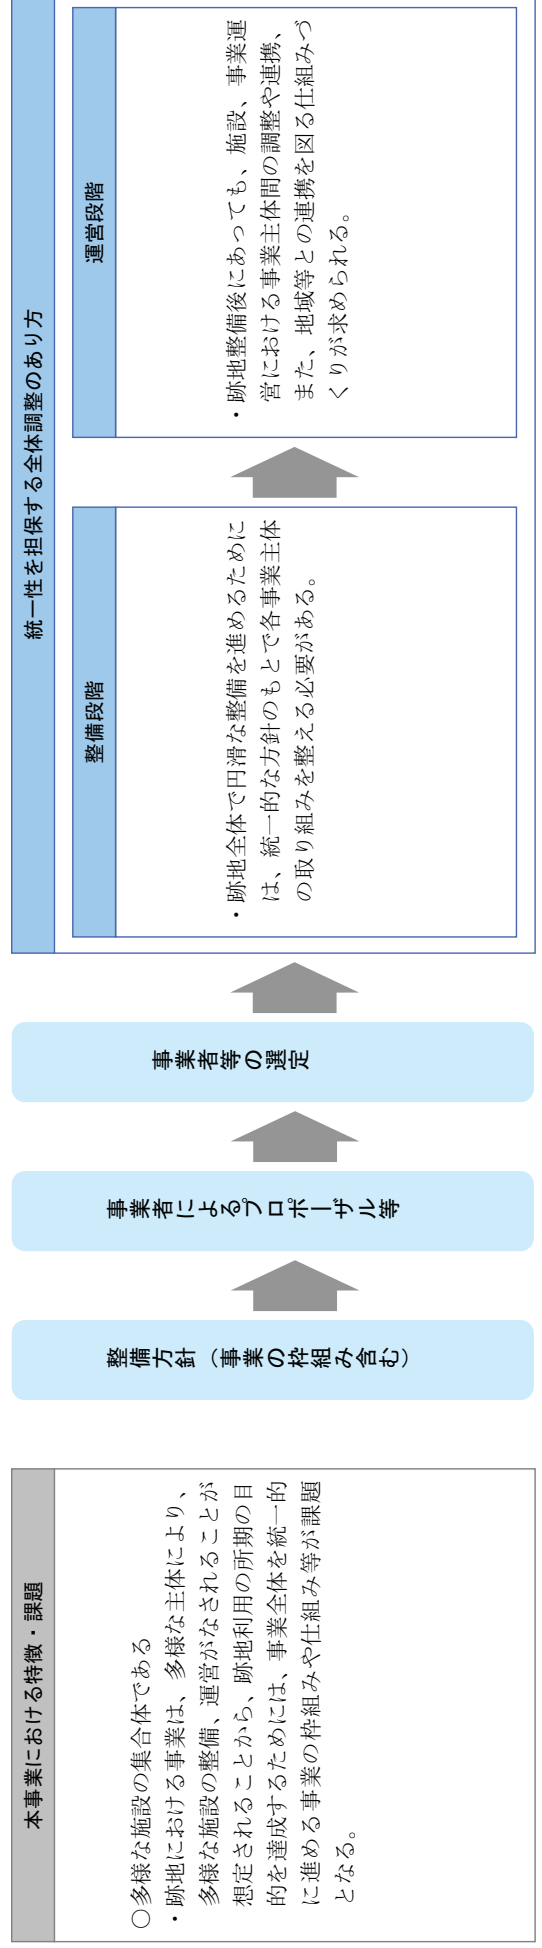 本事業における特徴・課題
○多様な施設の集合体である
・跡地における事業は、多様な主体により、
多様な施設の整備、運営がなされることが
想定されることから、跡地利用の所期の目
的を達成するためには、事業全体を統一的
に進める事業の枠組みや仕組み等が課題
となる。
整備方針（事業の枠組み含む）
事業者によるプロポーザル等
事業者等の選定
統一性を担保する全体調整のあり方
整備段階
・跡地全体で円滑な整備を進めるために
は、統一的な方針のもとで各事業主体
の取り組みを整える必要がある。
運営段階
・跡地整備後にあっても、施設、事業運
営における事業主体間の調整や連携、
また、地域等との連携を図る仕組みづ
くりが求められる。